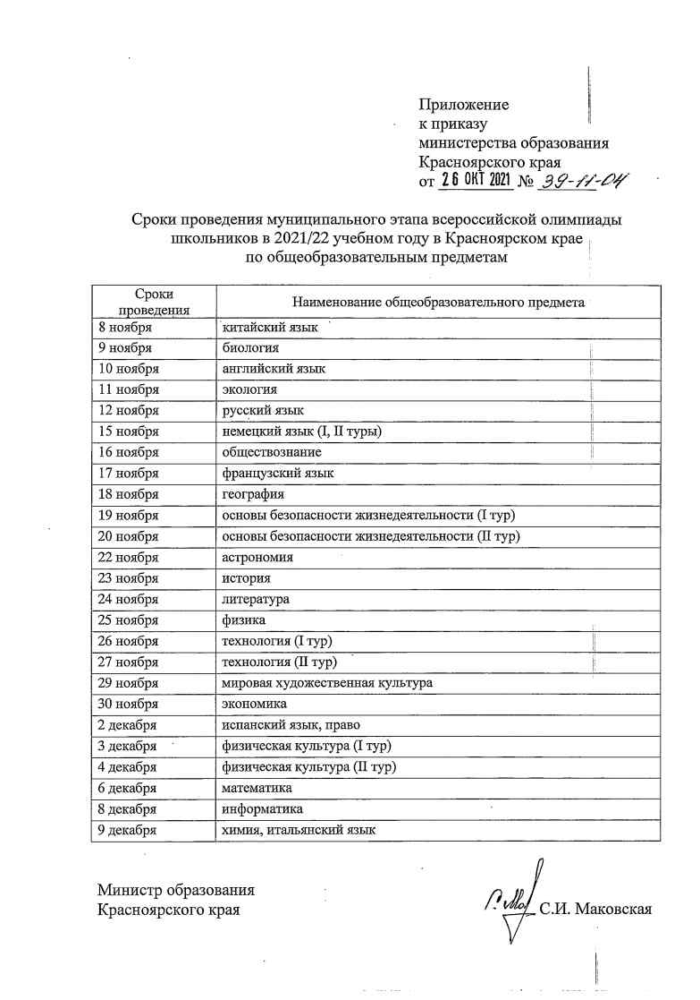 Приложение
к приказу
министерства образования
Красноярского края
от 26 ОКТ 2021 № 39-11-04
Сроки проведения муниципального этапа всероссийской олимпиады
школьников в 2021/22 учебном году в Красноярском крае
по общеобразовательным предметам
Сроки
проведения
Наименование общеобразовательного предмета
8 ноября китайский язык
9 ноября биология
10 ноября английский язык
11 ноября экология
12 ноября русский язык
15 ноября немецкий язык (I, II туры)
16 ноября обществознание
17 ноября французский язык
18 ноября география
19 ноября основы безопасности жизнедеятельности (I тур)
20 ноября основы безопасности жизнедеятельности (II тур)
22 ноября астрономия
23 ноября история
24 ноября литература
25 ноября физика
26 ноября технология (I тур)
27 ноября технология (II тур)
29 ноября мировая художественная культура
30 ноября экономика
2 декабря испанский язык, право
3 декабря физическая культура (I тур)
4 декабря физическая культура (II тур)
6 декабря математика
8 декабря информатика
9 декабря химия, итальянский язык
Министр образования
Красноярского края
С.И. Маковская